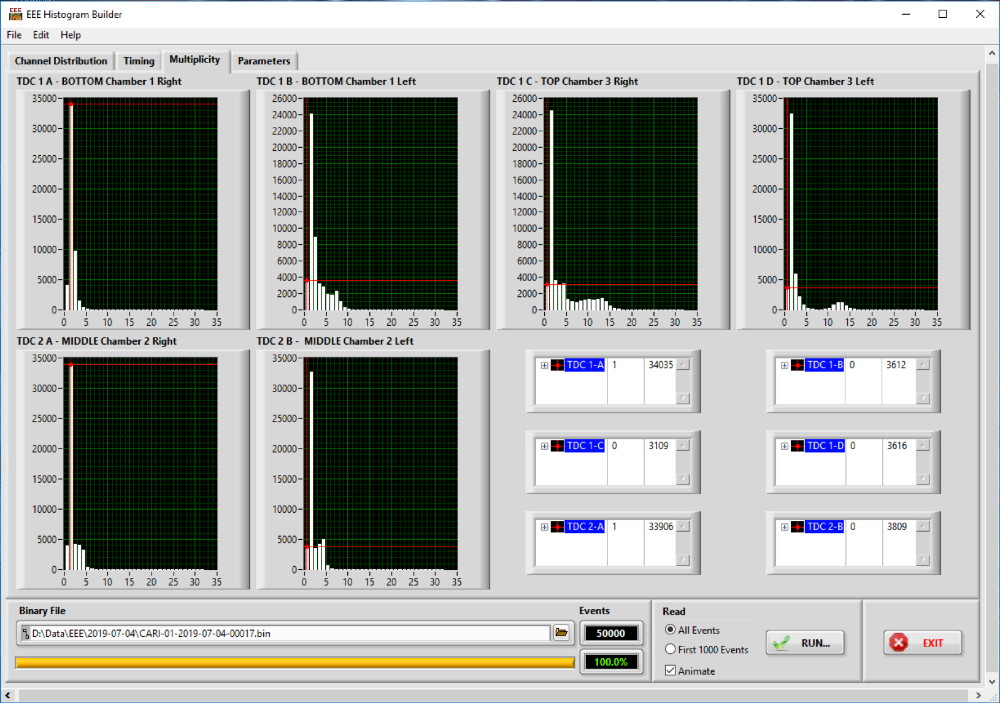 EEE
EEE Histogram Builder
File Edit Help
Channel Distribution Timing Multiplicity Parameters
TDC 1 A - BOTTOM Chamber 1 Right
35000
30000
25000
20000
15000
10000
5000
0
0 5 10 15 20 25 30 35
TDC 1 B - BOTTOM Chamber 1 Left
26000
24000
22000
20000
18000
16000
14000
12000
10000
8000
6000
4000
2000
0
0 5 10 15 20 25 30 35
TDC 1 C - TOP Chamber 3 Right
26000
24000
22000
20000
18000
16000
14000
12000
10000
8000
6000
4000
2000
0
0 5 10 15 20 25 30 35
TDC 1 D - TOP Chamber 3 Left
35000
30000
25000
20000
15000
10000
5000
0
0 5 10 15 20 25 30 35
TDC 2 A - MIDDLE Chamber 2 Right
35000
30000
25000
20000
15000
10000
5000
0
0 5 10 15 20 25 30 35
TDC 2 B - MIDDLE Chamber 2 Left
35000
30000
25000
20000
15000
10000
5000
0
0 5 10 15 20 25 30 35
TDC 1-A 1 34035
TDC 1-B 0 3612
TDC 1-C 0 3109
TDC 1-D 0 3616
TDC 2-A 1 33906
TDC 2-B 0 3809
Binary File
D:\Data\EEE\2019-07-04\CARI-01-2019-07-04-00017.bin
Events
50000
100.0%
Read
All Events
First 1000 Events
Animate
RUN...
EXIT